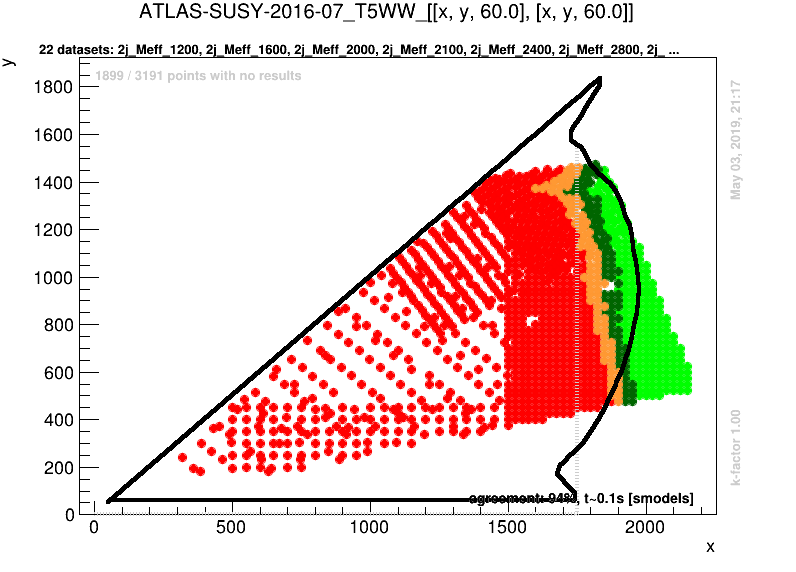 ATLAS-SUSY-2016-07_T5WW_[[x, y, 60.0], [x, y, 60.0]]
22 datasets: 2j_Meff_1200, 2j_Meff_1600, 2j_Meff_2000, 2j_Meff_2100, 2j_Meff_2400, 2j_Meff_2800, 2j_ ...
y
1899 / 3191 points with no results
May 03, 2019, 21:17
1800
1600
1400
1200
1000
800
600
400
200
0
k-factor 1.00
agreement: 94%, t~0.1s [smodels]
0 500 1000 1500 2000
x